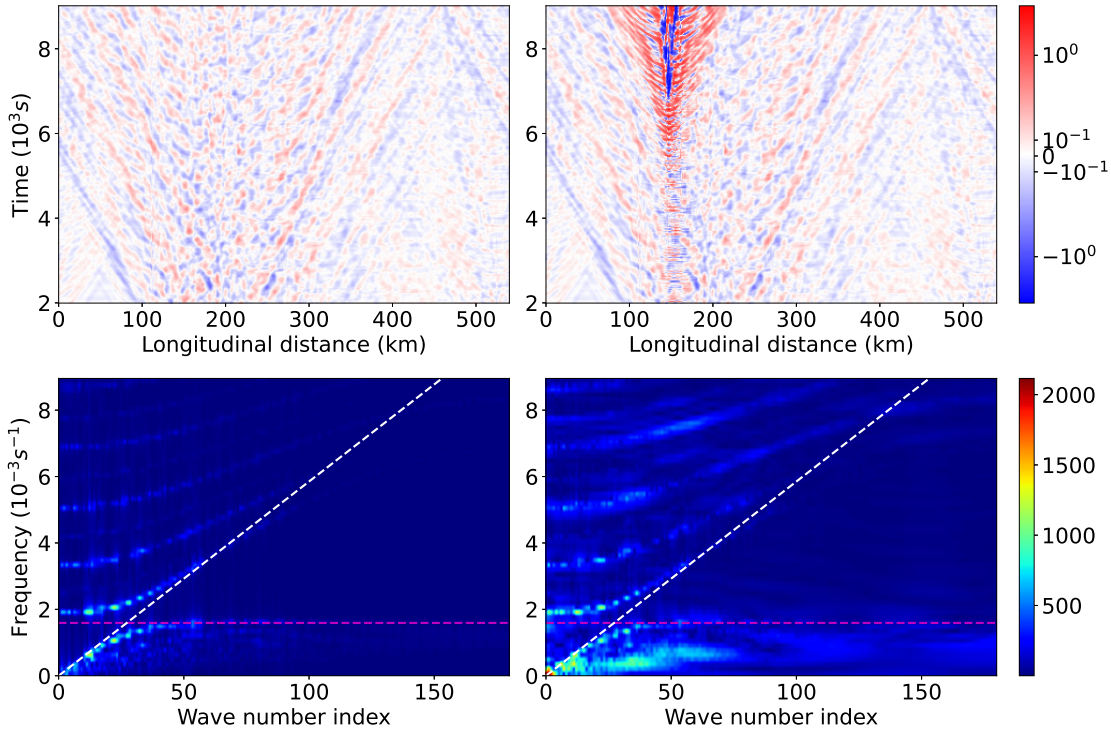 8
6
4
2
Time (10³s)
0 100 200 300 400 500
Longitudinal distance (km)
8
6
4
2
0 100 200 300 400 500
Longitudinal distance (km)
10⁰
10⁻¹
0
−10⁻¹
−10⁰
8
6
4
2
0
Frequency (10⁻³s⁻¹)
0 50 100 150
Wave number index
8
6
4
2
0
0 50 100 150
Wave number index
2000
1500
1000
500